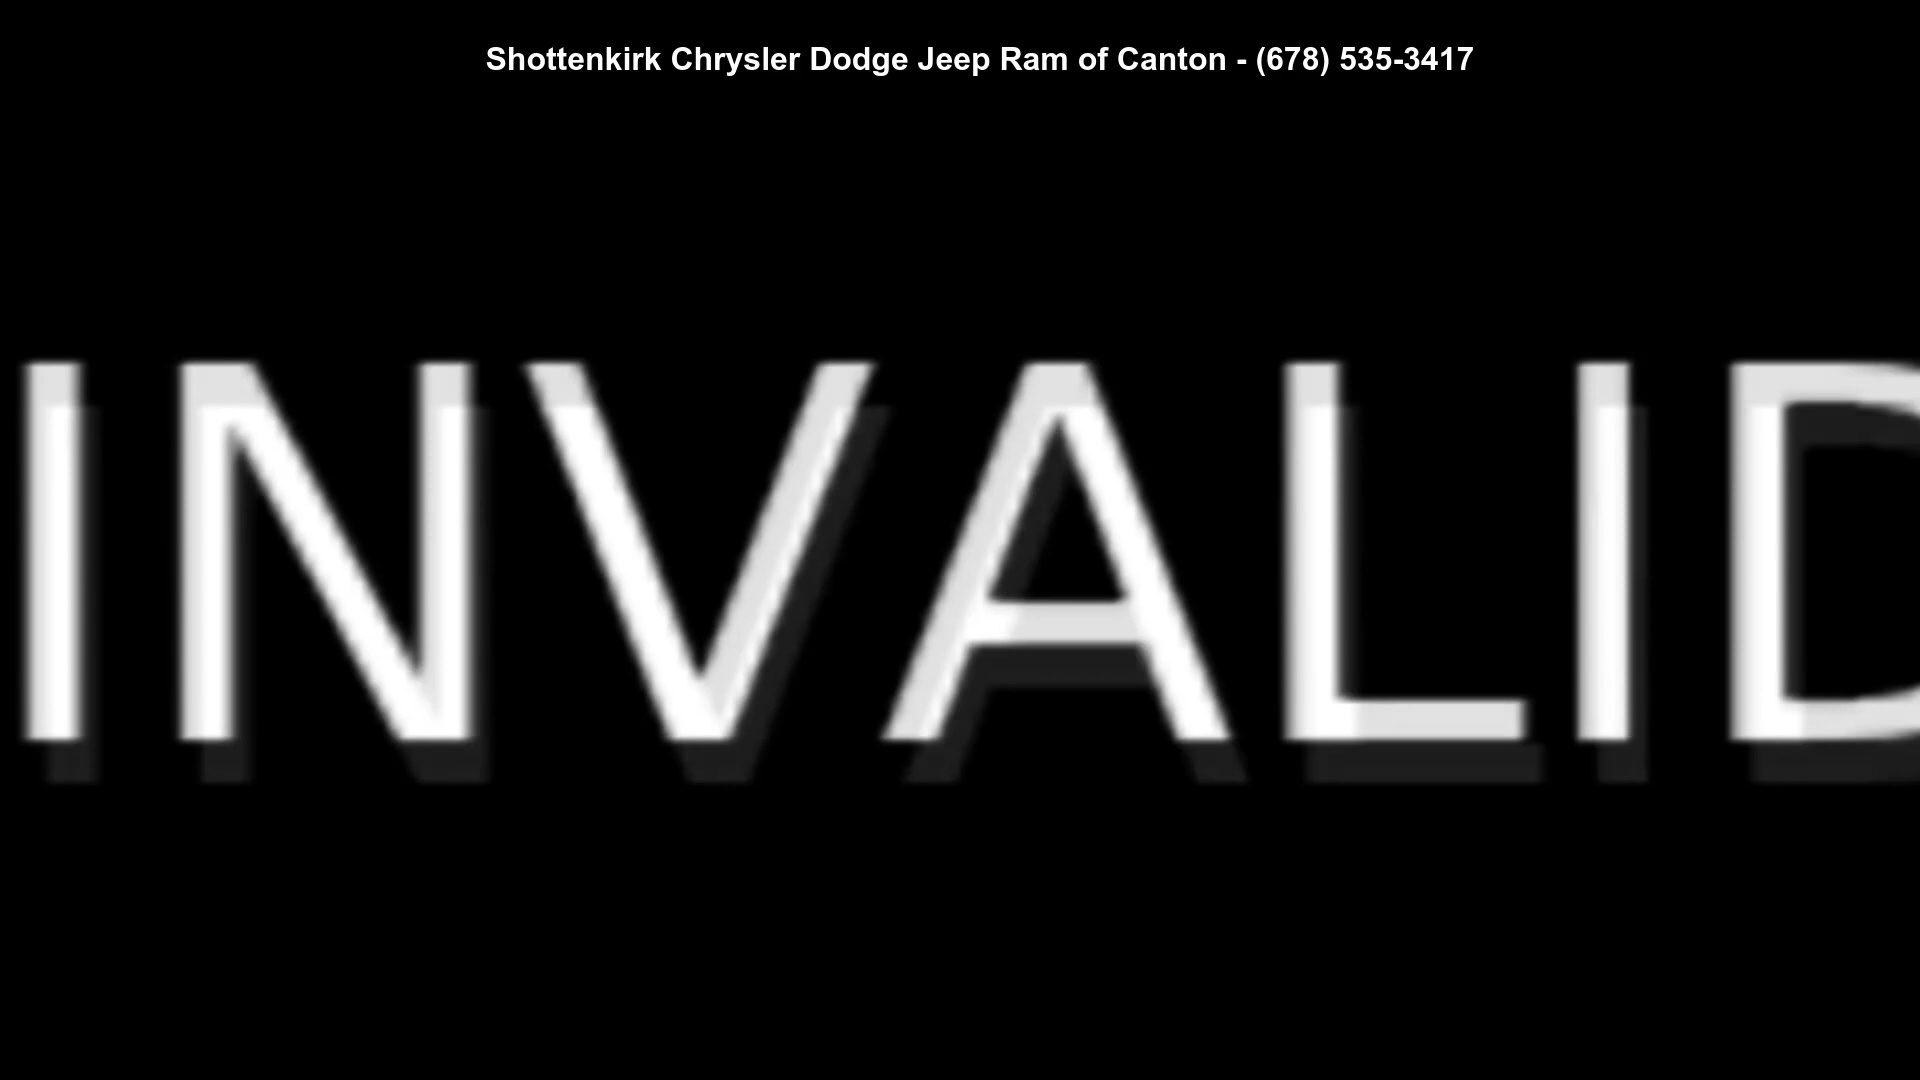 Shottenkirk Chrysler Dodge Jeep Ram of Canton - (678) 535-3417
INVALID